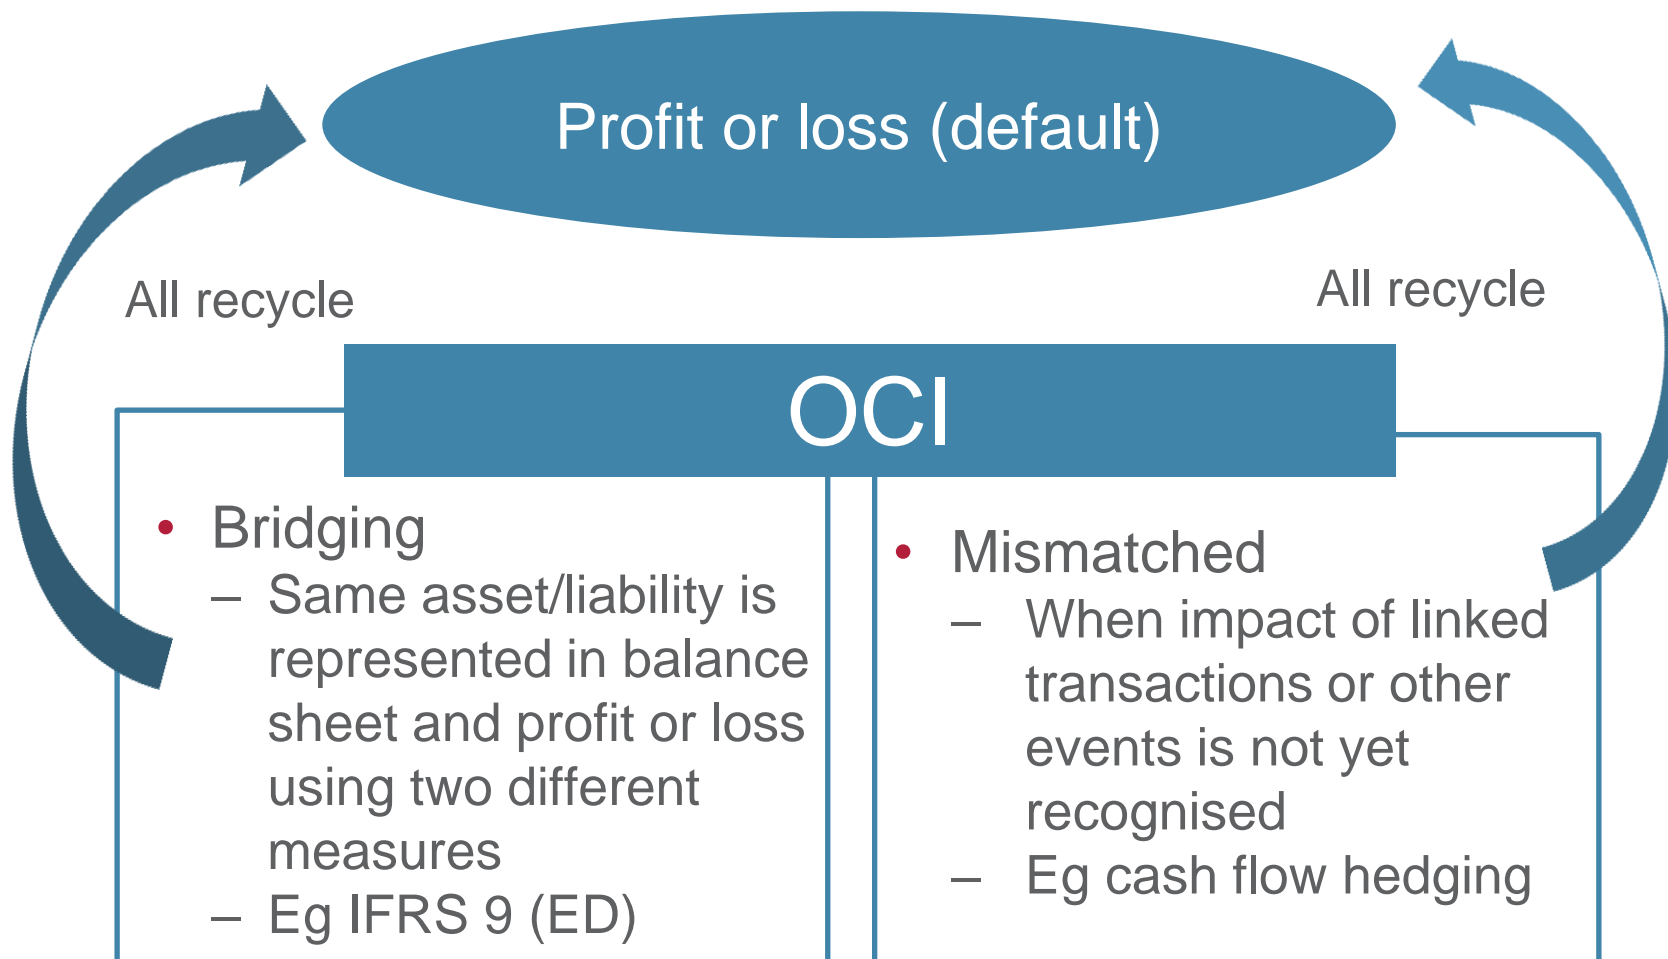 Profit or loss (default)
All recycle
All recycle
OCI
• Bridging
– Same asset/liability is
represented in balance
sheet and profit or loss
using two different
measures
– Eg IFRS 9 (ED)
• Mismatched
– When impact of linked
transactions or other
events is not yet
recognised
– Eg cash flow hedging